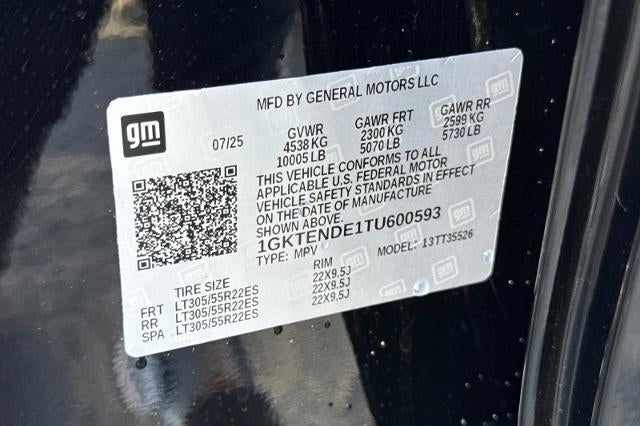 MFD BY GENERAL MOTORS LLC
gm
07/25
GVWR
4538 KG
10005 LB
GAWR FRT
2300 KG
5070 LB
GAWR RR
2599 KG
5730 LB
THIS VEHICLE CONFORMS TO ALL
APPLICABLE U.S. FEDERAL MOTOR
VEHICLE SAFETY STANDARDS IN EFFECT
ON THE DATE OF MANUFACTURE
SHOWN ABOVE.
1GKTENDE1TU600593
TYPE: MPV MODEL: 13TT35526
TIRE SIZE RIM
FRT LT305/55R22ES 22X9.5J
RR LT305/55R22ES 22X9.5J
SPA LT305/55R22ES 22X9.5J